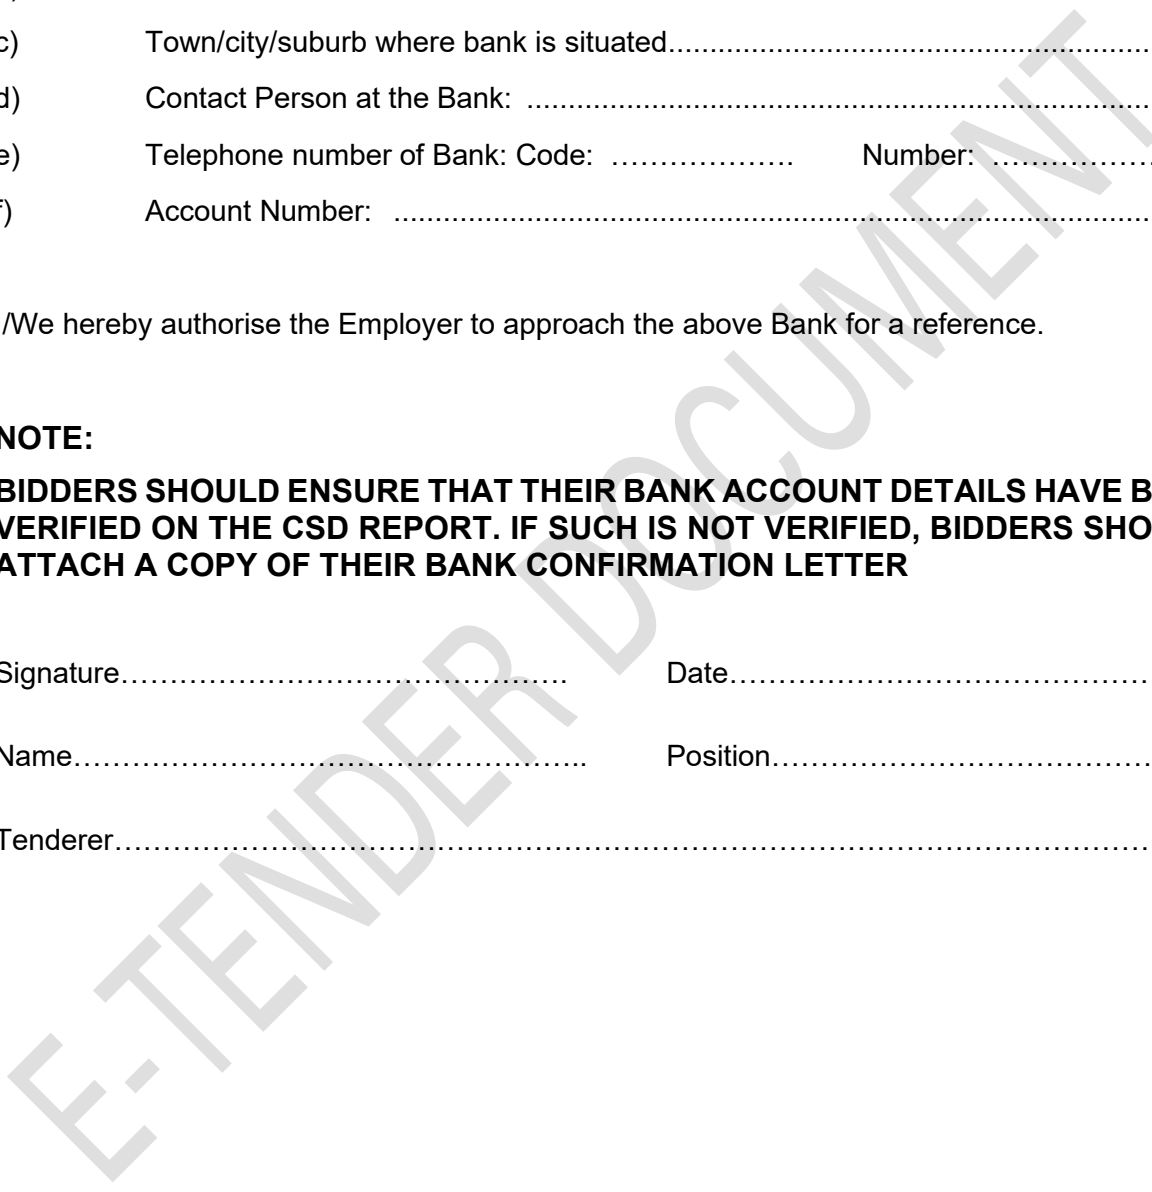 c) Town/city/suburb where bank is situated..........................................................
d) Contact Person at the Bank: ..........................................................................
e) Telephone number of Bank: Code: ………………. Number: ………………
f) Account Number: ..........................................................................................
/We hereby authorise the Employer to approach the above Bank for a reference.
NOTE:
BIDDERS SHOULD ENSURE THAT THEIR BANK ACCOUNT DETAILS HAVE B
VERIFIED ON THE CSD REPORT. IF SUCH IS NOT VERIFIED, BIDDERS SHO
ATTACH A COPY OF THEIR BANK CONFIRMATION LETTER
Signature………………………………………. Date……………………………………
Name…………………………………………….. Position…………………………………
Tenderer……………………………………………………………………………………………
E-TENDER DOCUMENT